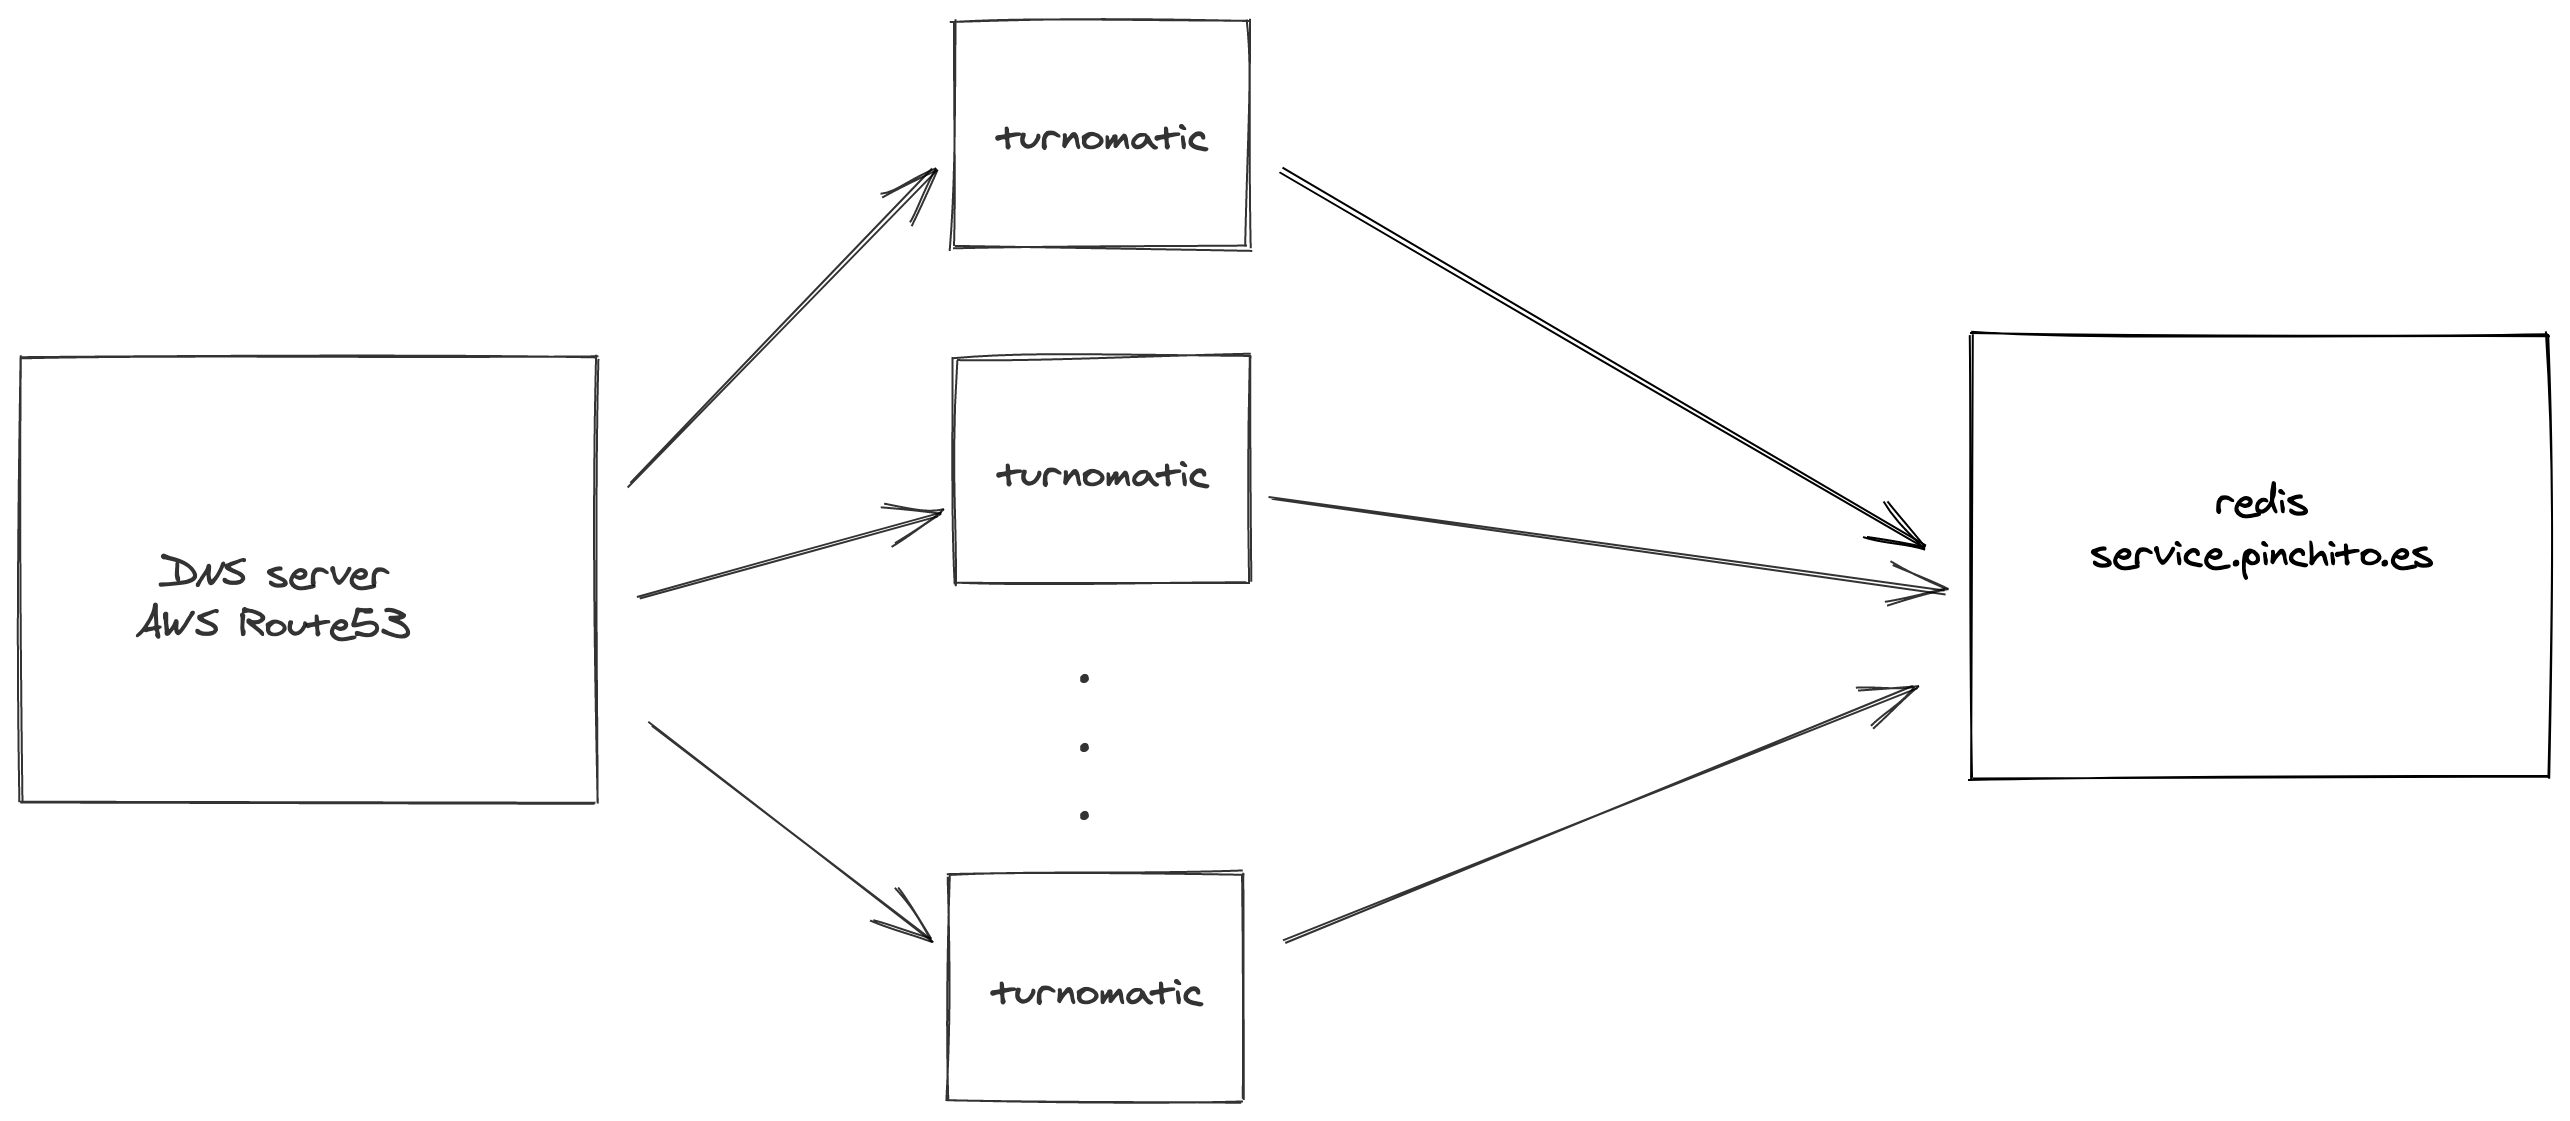 turnomatic
turnomatic
DNS server
AWS Route53
redis
service.pinchito.es
turnomatic